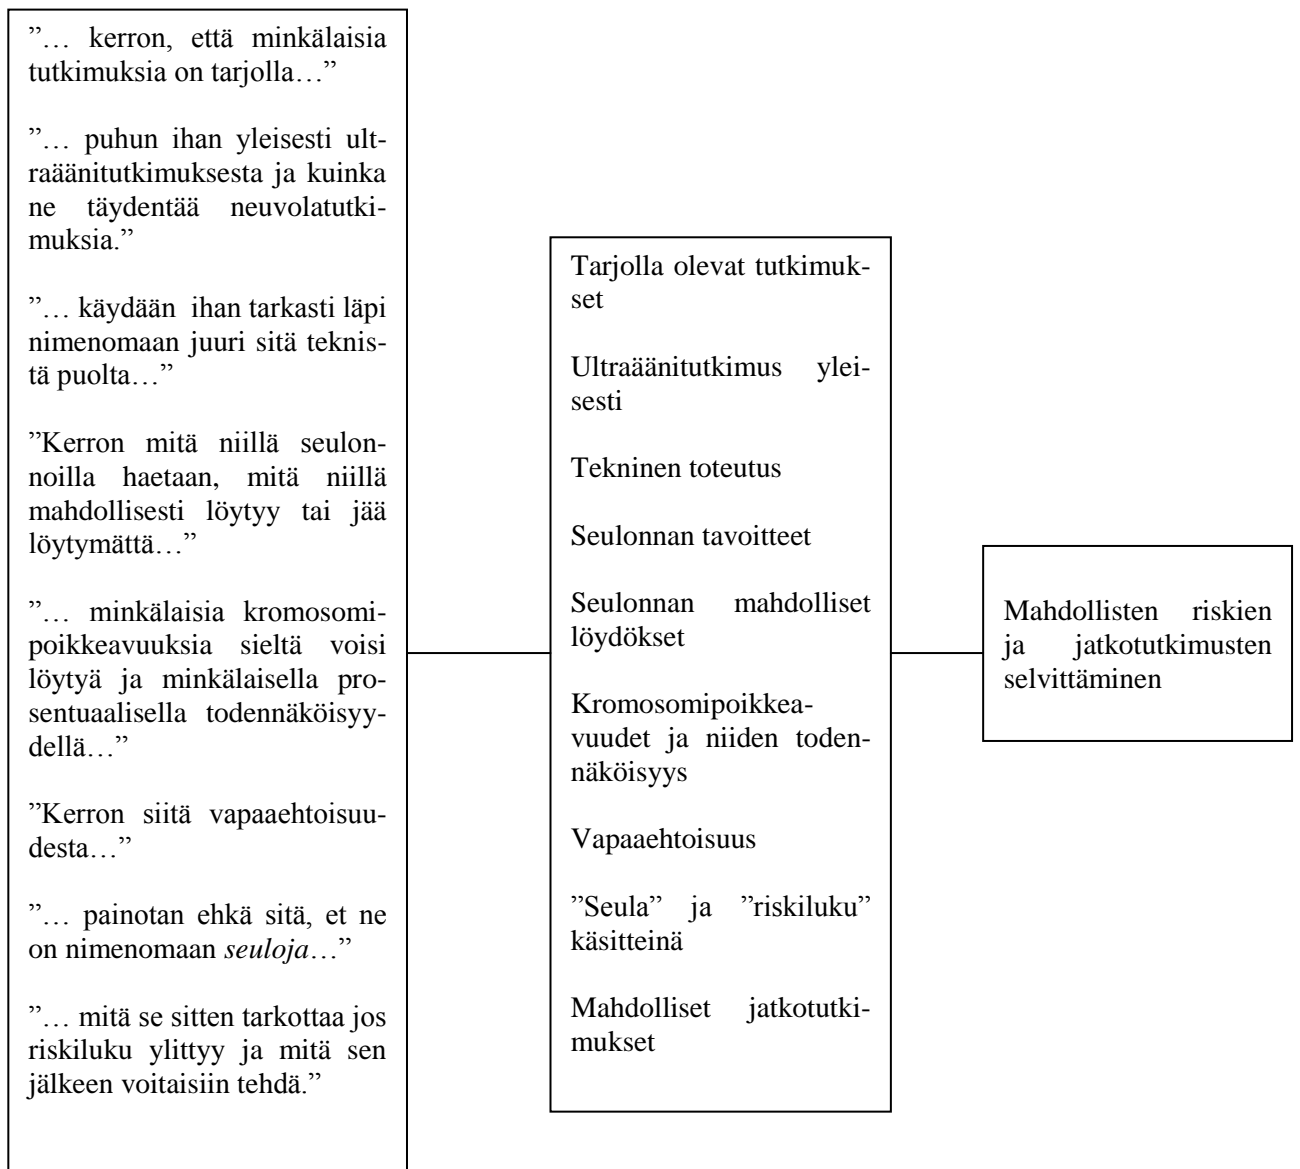 ”… kerron, että minkälaisia
tutkimuksia on tarjolla…”
”… puhun ihan yleisesti ult-
raäänitutkimuksesta ja kuinka
ne täydentää neuvolatutki-
muksia.”
”… käydään ihan tarkasti läpi
nimenomaan juuri sitä teknis-
tä puolta…”
”Kerron mitä niillä seulon-
noilla haetaan, mitä niillä
mahdollisesti löytyy tai jää
löytymättä…”
”… minkälaisia kromosomi-
poikkeavuuksia sieltä voisi
löytyä ja minkälaisella pro-
sentuaalisella todennäköisyy-
dellä…”
”Kerron siitä vapaaehtoisuu-
desta…”
”… painotan ehkä sitä, et ne
on nimenomaan seuloja…”
”… mitä se sitten tarkottaa jos
riskiluku ylittyy ja mitä sen
jälkeen voitaisiin tehdä.”
Tarjolla olevat tutkimuk-
set
Ultraäänitutkimus ylei-
sesti
Tekninen toteutus
Seulonnan tavoitteet
Seulonnan mahdolliset
löydökset
Kromosomipoikkea-
vuudet ja niiden toden-
näköisyys
Vapaaehtoisuus
”Seula” ja ”riskiluku”
käsitteinä
Mahdolliset jatkotutki-
mukset
Mahdollisten riskien
ja jatkotutkimusten
selvittäminen